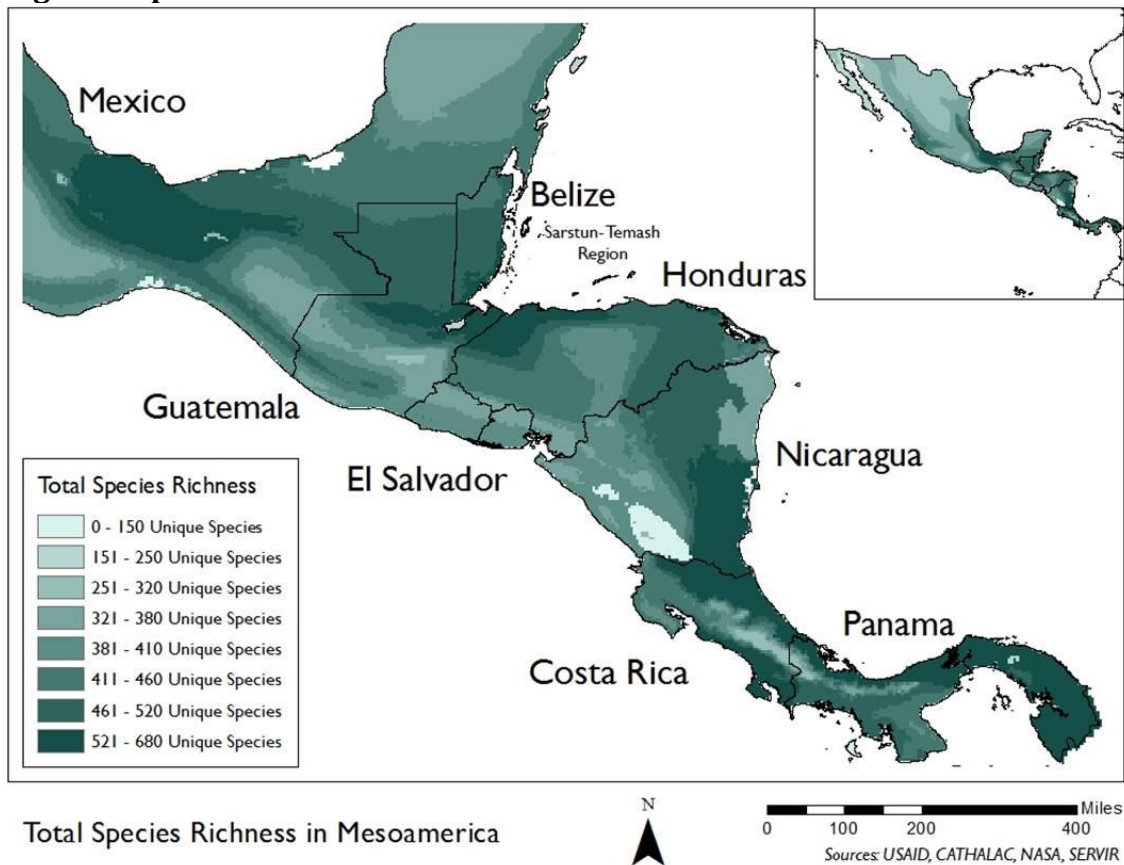 Mexico
Belize
Sarstun-Temash
Region
Honduras
Guatemala
El Salvador
Nicaragua
Costa Rica
Panama
Total Species Richness
0 - 150 Unique Species
151 - 250 Unique Species
251 - 320 Unique Species
321 - 380 Unique Species
381 - 410 Unique Species
411 - 460 Unique Species
461 - 520 Unique Species
521 - 680 Unique Species
Total Species Richness in Mesoamerica
N
Miles
0 100 200 400
Sources: USAID, CATHALAC, NASA, SERVIR